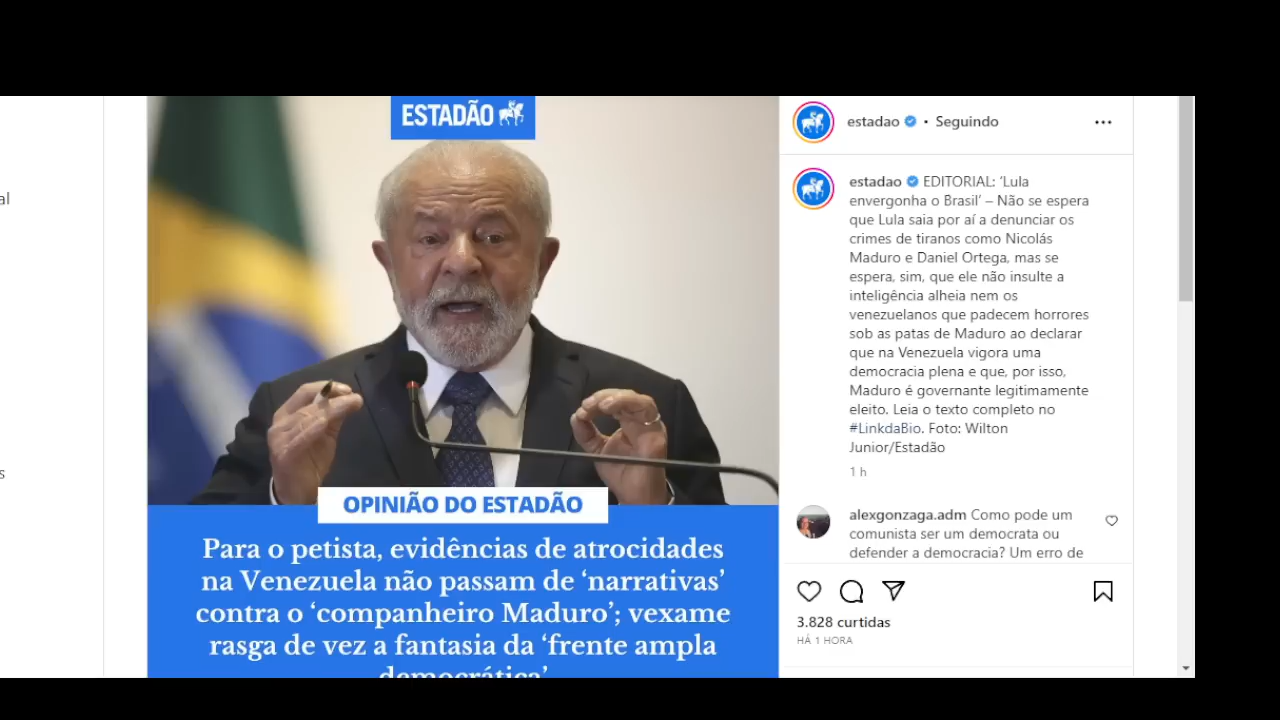 ESTADÃO
OPINIÃO DO ESTADÃO
Para o petista, evidências de atrocidades
na Venezuela não passam de ‘narrativas’
contra o ‘companheiro Maduro’; vexame
rasga de vez a fantasia da ‘frente ampla
democrática’
al
s
estadao • Seguindo
estadao EDITORIAL: ‘Lula
envergonha o Brasil’ – Não se espera
que Lula saia por aí a denunciar os
crimes de tiranos como Nicolás
Maduro e Daniel Ortega, mas se
espera, sim, que ele não insulte a
inteligência alheia nem os
venezuelanos que padecem horrores
sob as patas de Maduro ao declarar
que na Venezuela vigora uma
democracia plena e que, por isso,
Maduro é governante legitimamente
eleito. Leia o texto completo no
#LinkdaBio. Foto: Wilton
Junior/Estadão
1 h
alexgonzaga.adm Como pode um
comunista ser um democrata ou
defender a democracia? Um erro de
3.828 curtidas
HÁ 1 HORA